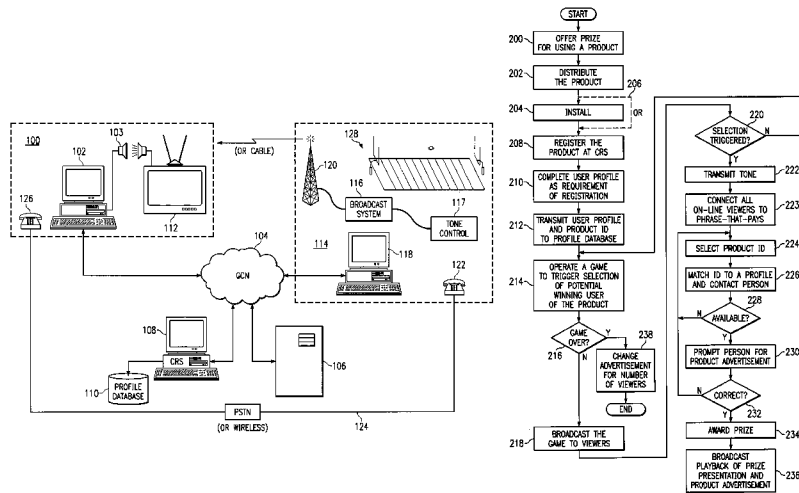 100
103
102
126
112
(OR CABLE)
128
120
116
BROADCAST
SYSTEM
117
TONE
CONTROL
114
118
122
104
GCN
108
CRS
110
PROFILE
DATABASE
106
PSTN
(OR WIRELESS)
124
START
200
OFFER PRIZE
FOR USING A PRODUCT
202
DISTRIBUTE
THE PRODUCT
206
204
INSTALL
OR
208
REGISTER THE
PRODUCT AT CRS
210
COMPLETE USER PROFILE
AS REQUIREMENT
OF REGISTRATION
212
TRANSMIT USER PROFILE
AND PRODUCT ID
TO PROFILE DATABASE
214
OPERATE A GAME
TO TRIGGER SELECTION
OF POTENTIAL
WINNING USER
OF THE PRODUCT
216
GAME
OVER?
Y
N
238
CHANGE
ADVERTISEMENT
FOR NUMBER
OF VIEWERS
END
218
BROADCAST THE
GAME TO VIEWERS
220
SELECTION
TRIGGERED?
N
Y
TRANSMIT TONE
222
CONNECT ALL
ON-LINE VIEWERS TO
PHRASE-THAT-PAYS
223
SELECT PRODUCT ID
224
MATCH ID TO A PROFILE
AND CONTACT PERSON
226
228
N
AVAILABLE?
Y
PROMPT PERSON FOR
PRODUCT ADVERTISEMENT
230
N
CORRECT?
232
Y
AWARD PRIZE
234
BROADCAST
PLAYBACK OF PRIZE
PRESENTATION AND
PRODUCT ADVERTISEMENT
236